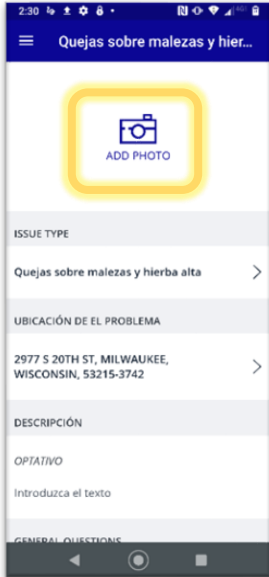 2:30
Quejas sobre malezas y hier...
ADD PHOTO
ISSUE TYPE
Quejas sobre malezas y hierba alta
UBICACIÓN DE EL PROBLEMA
2977 S 20TH ST, MILWAUKEE,
WISCONSIN, 53215-3742
DESCRIPCIÓN
OPTATIVO
Introduzca el texto
GENERAL QUESTIONS